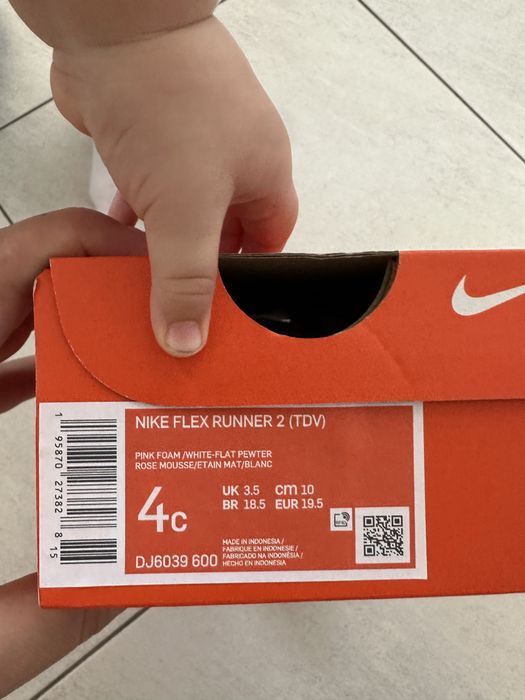 NIKE FLEX RUNNER 2 (TDV)
PINK FOAM /WHITE-FLAT PEWTER
ROSE MOUSSE/ETAIN MAT/BLANC
4C
UK 3.5 cm 10
BR 18.5 EUR 19.5
RFID
DJ6039 600
MADE IN INDONESIA /
FABRIQUE EN INDONESIE /
FABRICADO NA INDONÉSIA /
HECHO EN INDONESIA
1 95870 27382 8 15